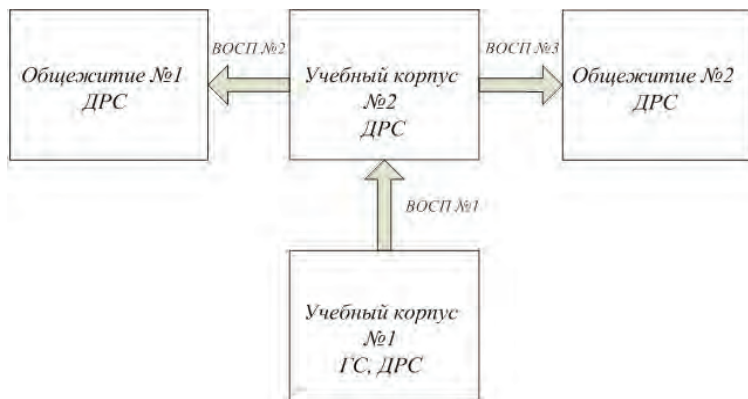 ВОСП №2
ВОСП №3
Общежитие №1
ДРС
Учебный корпус
№2
ДРС
Общежитие №2
ДРС
ВОСП №1
Учебный корпус
№1
ГС, ДРС